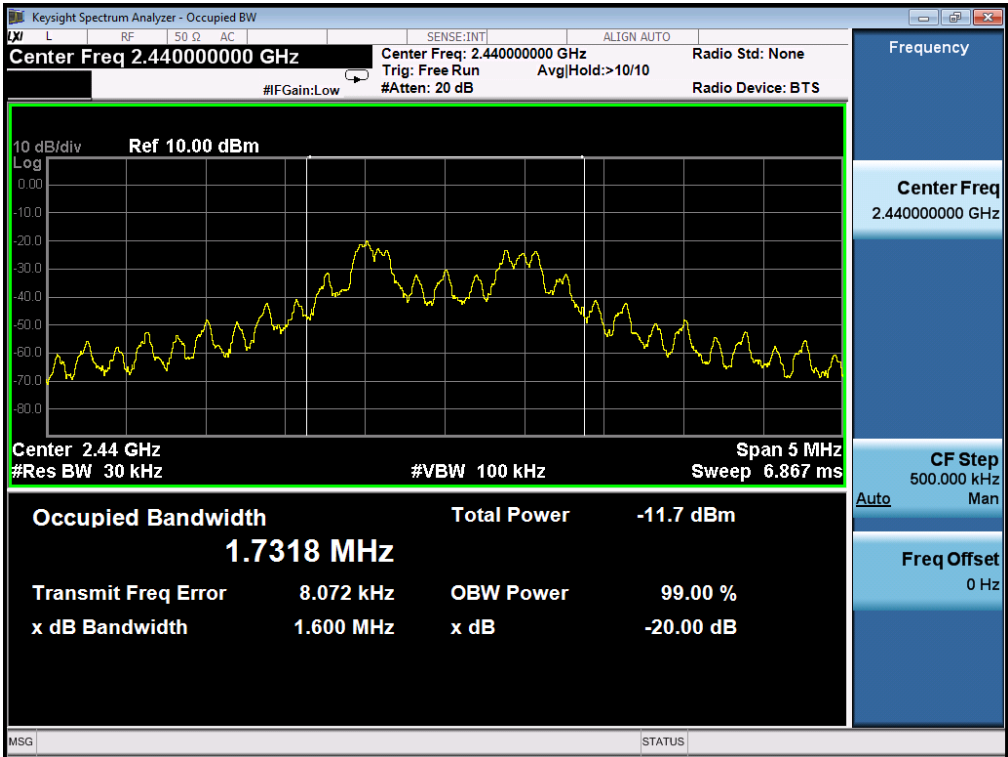 Keysight Spectrum Analyzer - Occupied BW
LXI L RF 50 Ω AC SENSE:INT ALIGN AUTO
Center Freq 2.440000000 GHz
Center Freq: 2.440000000 GHz Radio Std: None
Trig: Free Run Avg|Hold:>10/10
#IFGain:Low #Atten: 20 dB Radio Device: BTS
10 dB/div Ref 10.00 dBm
Log
0.00
-10.0
-20.0
-30.0
-40.0
-50.0
-60.0
-70.0
-80.0
Center 2.44 GHz Span 5 MHz
#Res BW 30 kHz #VBW 100 kHz Sweep 6.867 ms
Occupied Bandwidth Total Power -11.7 dBm
1.7318 MHz
Transmit Freq Error 8.072 kHz OBW Power 99.00 %
x dB Bandwidth 1.600 MHz x dB -20.00 dB
Frequency
Center Freq
2.440000000 GHz
CF Step
500.000 kHz
Auto Man
Freq Offset
0 Hz
MSG STATUS